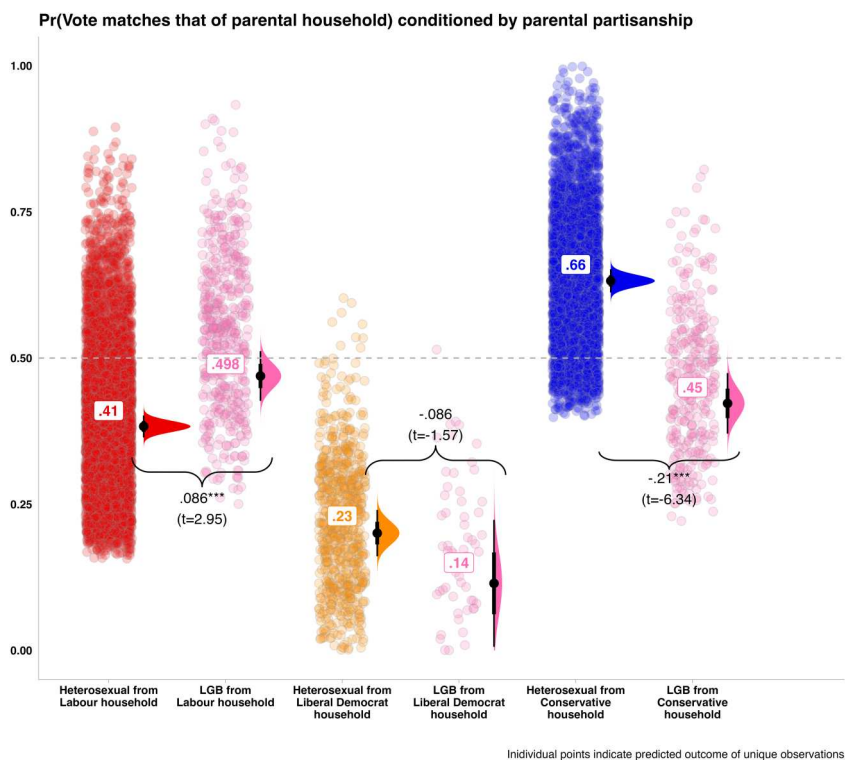 Pr(Vote matches that of parental household) conditioned by parental partisanship
1.00
0.75
0.50
0.25
0.00
.41
.498
.23
.14
.66
.45
.086***
(t=2.95)
-.086
(t=-1.57)
-.21***
(t=-6.34)
Heterosexual from
Labour household
LGB from
Labour household
Heterosexual from
Liberal Democrat
household
LGB from
Liberal Democrat
household
Heterosexual from
Conservative
household
LGB from
Conservative
household
Inidividual points indicate predicted outcome of unique observations